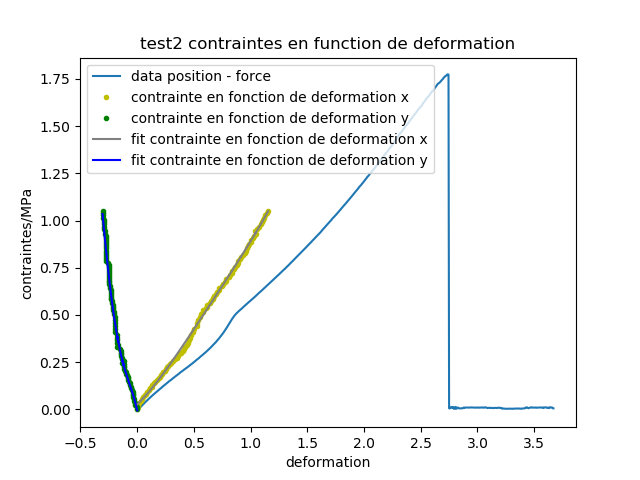 test2 contraintes en function de deformation
data position - force
contrainte en fonction de deformation x
contrainte en fonction de deformation y
fit contrainte en fonction de deformation x
fit contrainte en fonction de deformation y
contraintes/MPa
1.75
1.50
1.25
1.00
0.75
0.50
0.25
0.00
−0.5 0.0 0.5 1.0 1.5 2.0 2.5 3.0 3.5
deformation